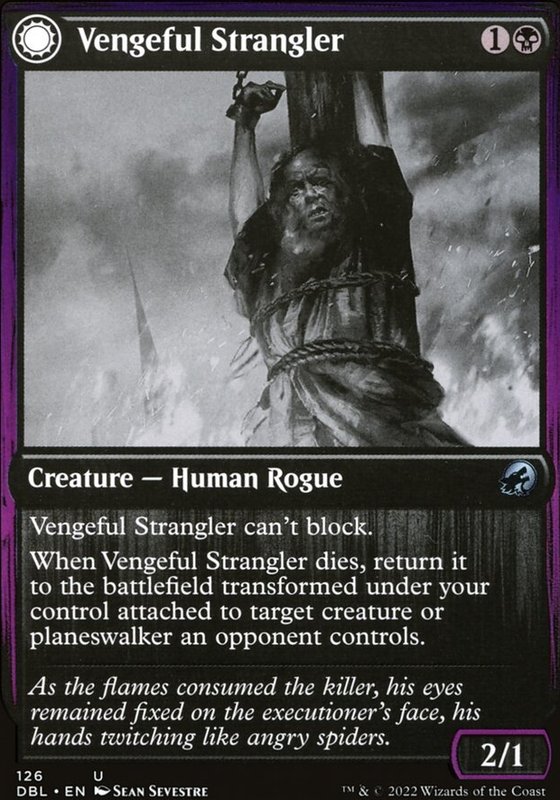 Vengeful Strangler 1
Creature — Human Rogue
Vengeful Strangler can't block.
When Vengeful Strangler dies, return it
to the battlefield transformed under your
control attached to target creature or
planeswalker an opponent controls.
As the flames consumed the killer, his eyes
remained fixed on the executioner's face, his
hands twitching like angry spiders.
2/1
126 U
DBL • EN Sean Sevestre
™ & © 2022 Wizards of the Coast